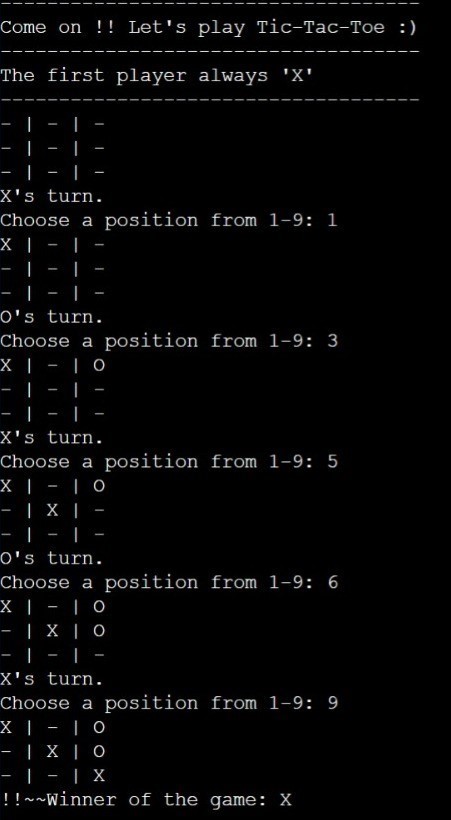 ------------------------------------
Come on !! Let's play Tic-Tac-Toe :)
------------------------------------
The first player always 'X'
------------------------------------
- | - | -
- | - | -
- | - | -
X's turn.
Choose a position from 1-9: 1
X | - | -
- | - | -
- | - | -
O's turn.
Choose a position from 1-9: 3
X | - | O
- | - | -
- | - | -
X's turn.
Choose a position from 1-9: 5
X | - | O
- | X | -
- | - | -
O's turn.
Choose a position from 1-9: 6
X | - | O
- | X | O
- | - | -
X's turn.
Choose a position from 1-9: 9
X | - | O
- | X | O
- | - | X
!!~~Winner of the game: X